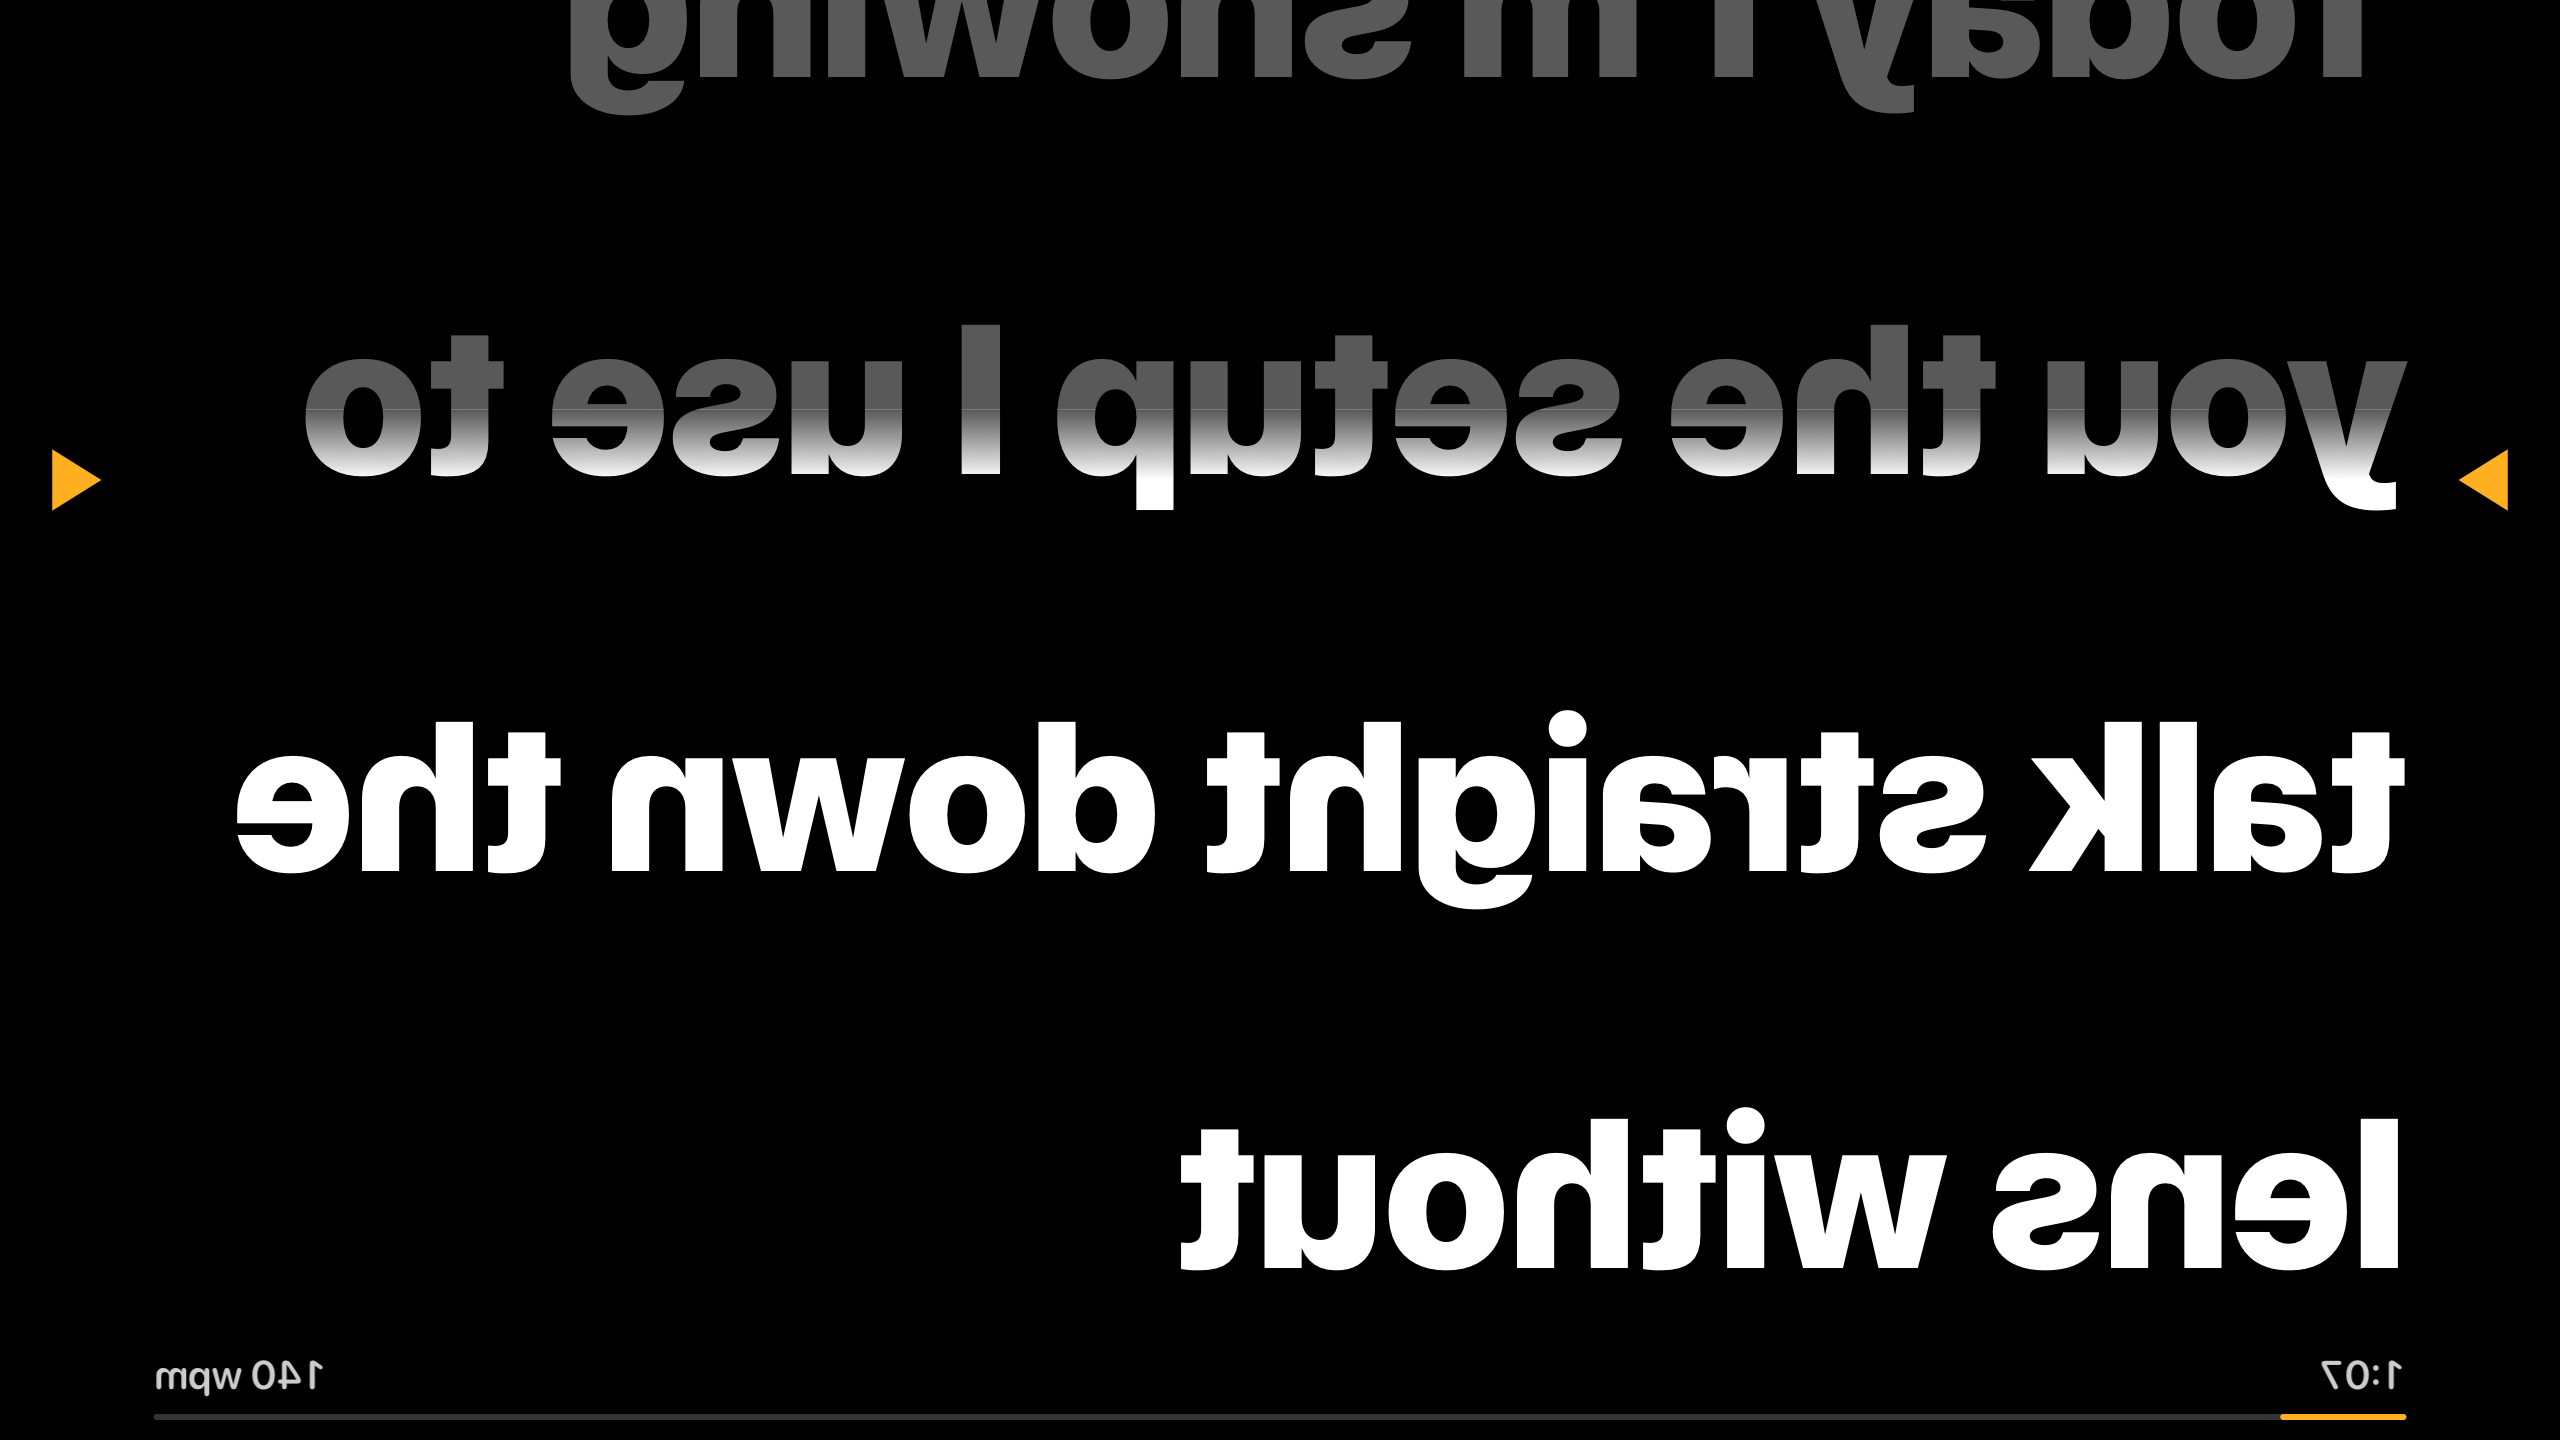 Today I'm showing
you the setup I use to
talk straight down the
lens without
1:07
140 wpm